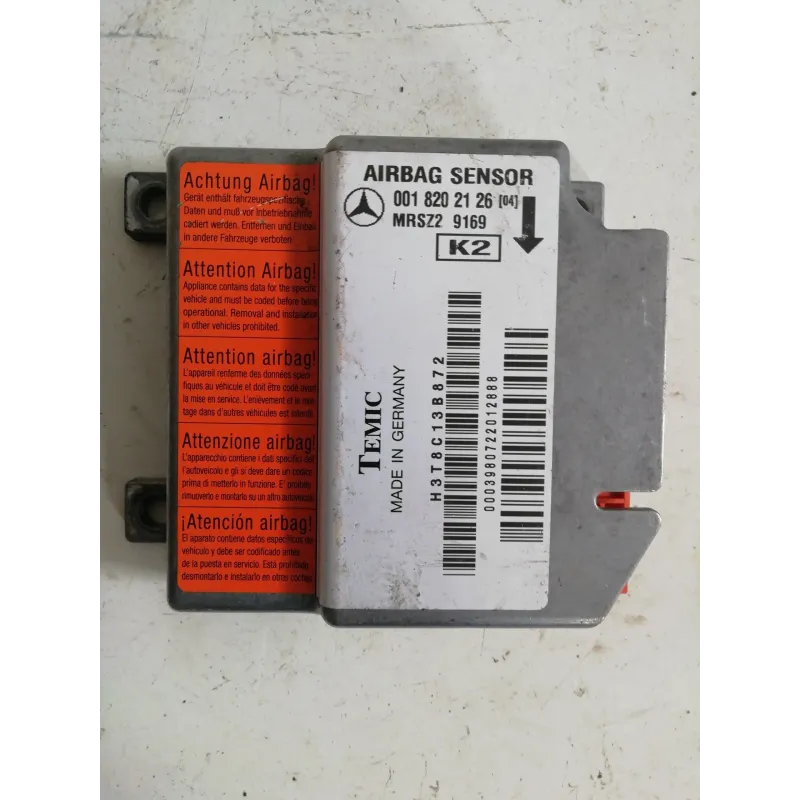 Achtung Airbag!
Gerät enthält fahrzeugspezifische
Daten und muß vor Inbetriebnahme
codiert werden. Entfernen und Einbau
in andere Fahrzeuge verboten.
Attention Airbag!
Appliance contains data for the specific
vehicle and must be coded before being
operational. Removal and installation
in other vehicles prohibited.
Attention airbag!
L'appareil renferme des données spéci-
fiques au véhicule et doit être codé avant
la mise en service. L'enlèvement et le mon-
tage dans d'autres véhicules est interdit.
Attenzione airbag!
L'apparecchio contiene i dati specifici dell'
l'autoveicolo e gli si deve dare un codice
prima di metterlo in funzione. E' proibito
rimuoverlo e montarlo su un altro autoveicolo.
¡Atención airbag!
El aparato contiene datos específicos de
vehículo y debe ser codificado antes
de la puesta en servicio. Esta prohibido
desmontarlo e instalarlo en otros coches.
AIRBAG SENSOR
001 820 21 26 [04]
MRSZ2 9169
K2
TEMIC
MADE IN GERMANY
H3T8C13B872
0003980722012888